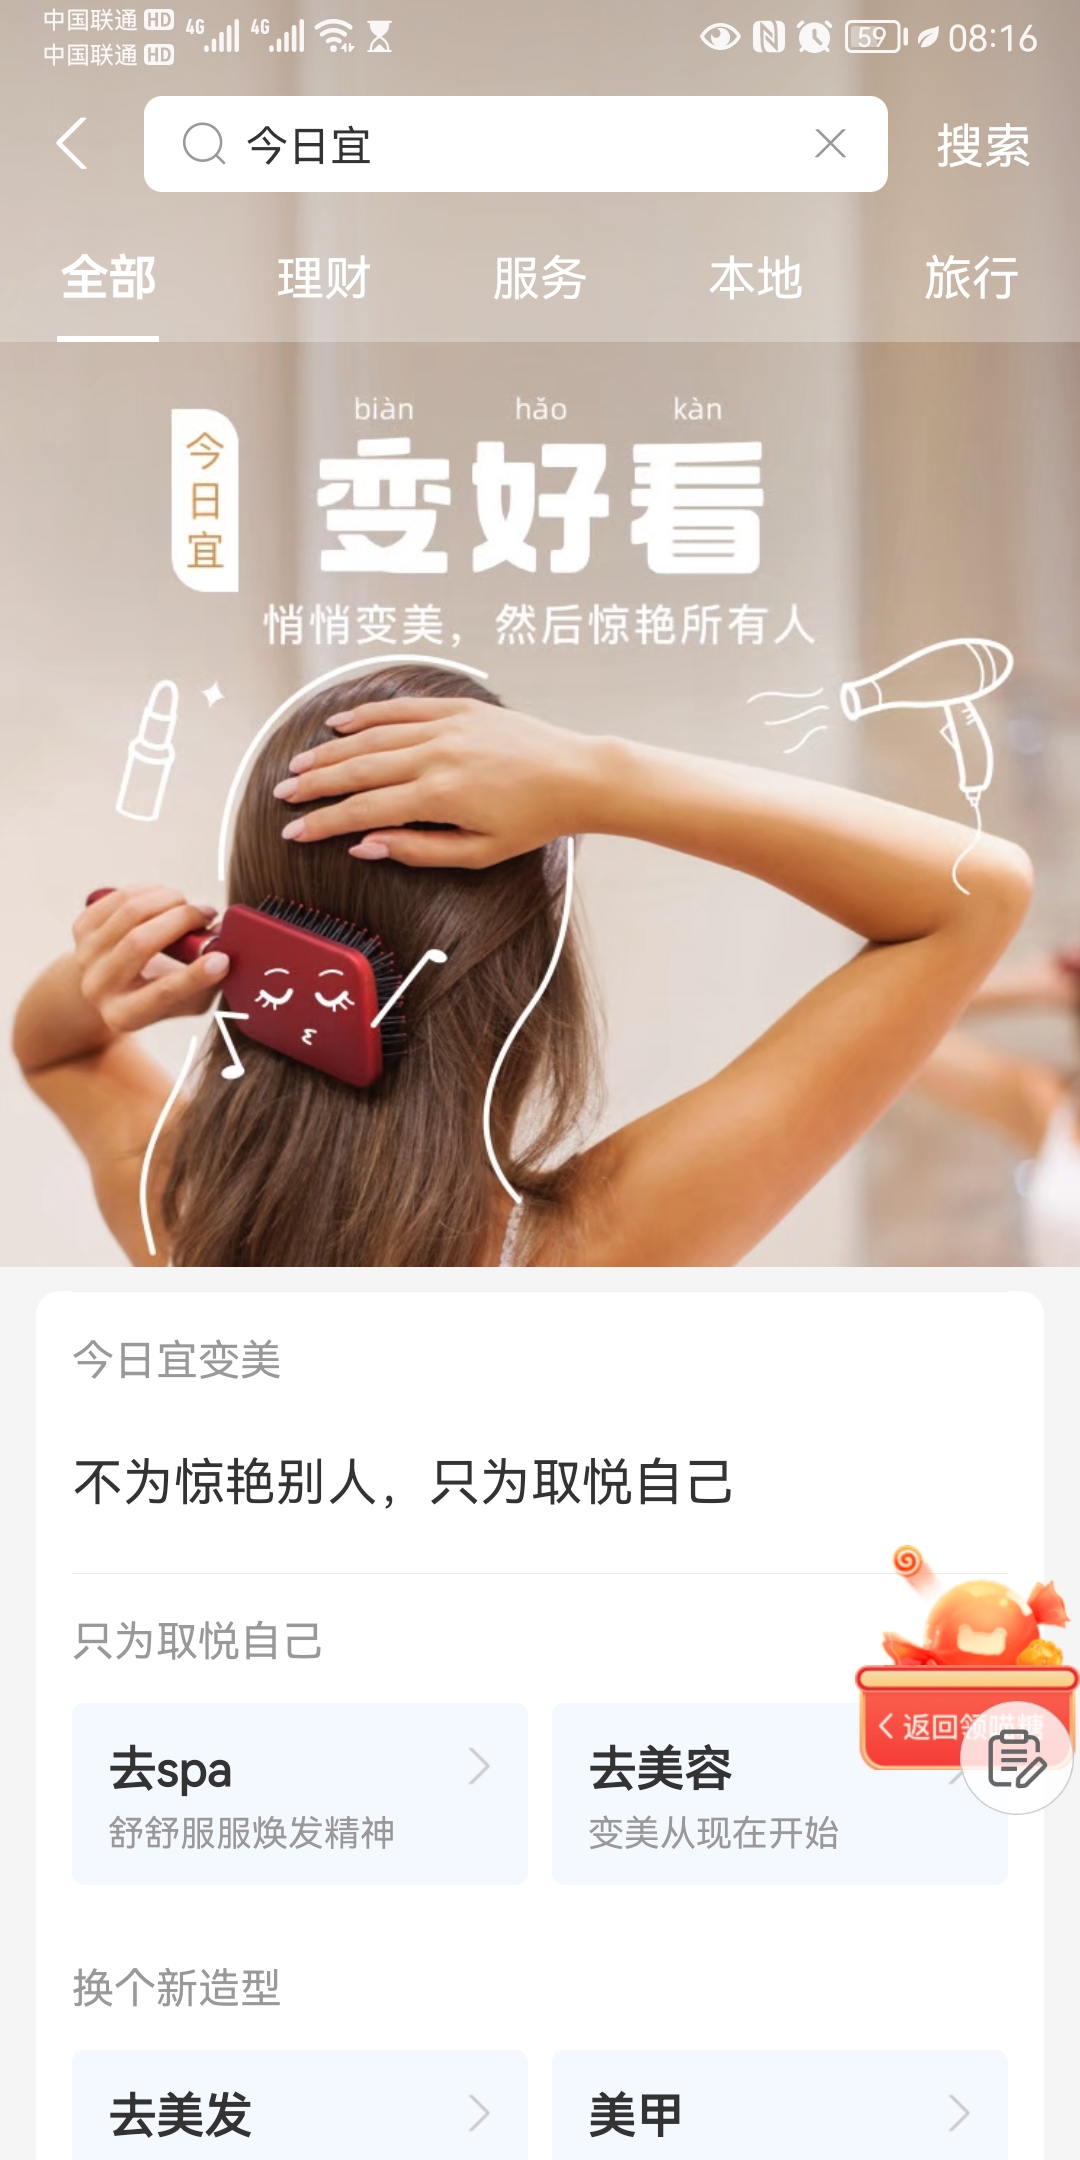 中国联通 HD 4G 4G 59 08:16
中国联通 HD
今日宜 搜索
全部 理财 服务 本地 旅行
biàn hǎo kàn
今日宜
变好看
悄悄变美，然后惊艳所有人
今日宜变美
不为惊艳别人，只为取悦自己
只为取悦自己
返回领喵糖
去spa 去美容
舒舒服服焕发精神 变美从现在开始
换个新造型
去美发 美甲